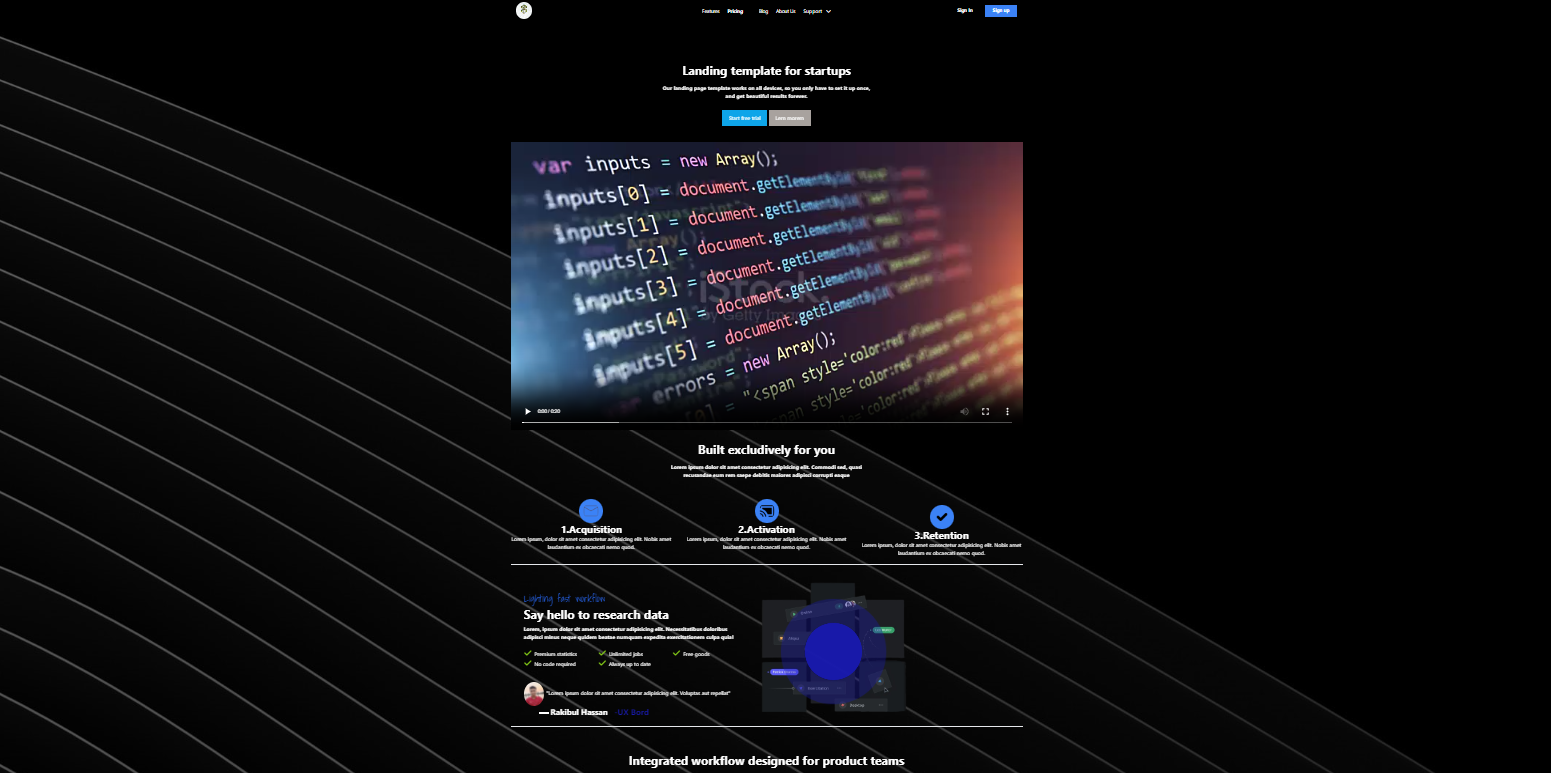 Features Pricing Blog About Us Support
Sign in Sign up
Landing template for startups
Our landing page template works on all devices, so you only have to set it up once,
and get beautiful results forever.
Start free trial
var inputs = new Array();
inputs[0] = document.getElementById
inputs[1] = document.getElementById
inputs[2] = document.getElementById
inputs[3] = document.getElementById
inputs[4] = document.getElementById
inputs[5] = document.getElementById
var errors = new Array();
[0] = "<span style='color:red'>Please
span style='color:red'>Please
iStock
by Getty
0:00 / 0:20
Built excludively for you
Lorem ipsum dolor sit amet consectetur adipisicing elit. Commodi sed, quasi
recusandae eum rem saepe debitis maiores adipisci corrupti eaque
1.Acquisition
Lorem ipsum, dolor sit amet consectetur adipisicing elit. Nobis amet
laudantium ex obcaecati nemo quod.
2.Activation
Lorem ipsum, dolor sit amet consectetur adipisicing elit. Nobis amet
laudantium ex obcaecati nemo quod.
3.Retention
Lorem ipsum, dolor sit amet consectetur adipisicing elit. Nobis amet
laudantium ex obcaecati nemo quod.
Lighting fast workflon
Say hello to research data
Lorem, ipsum dolor sit amet consectetur adipisicing elit. Necessitatibus doloribus
adipisci minus neque quidem beatae numquam expedita exercitationem culpa quia!
Premium statistics Unlimited jobs Free goods
No code required Always up to date
"Lorem ipsum dolor sit amet consectetur adipisicing elit. Voluptas aut repellat"
Rakibul Hassan UX Bord
Integrated workflow designed for product teams